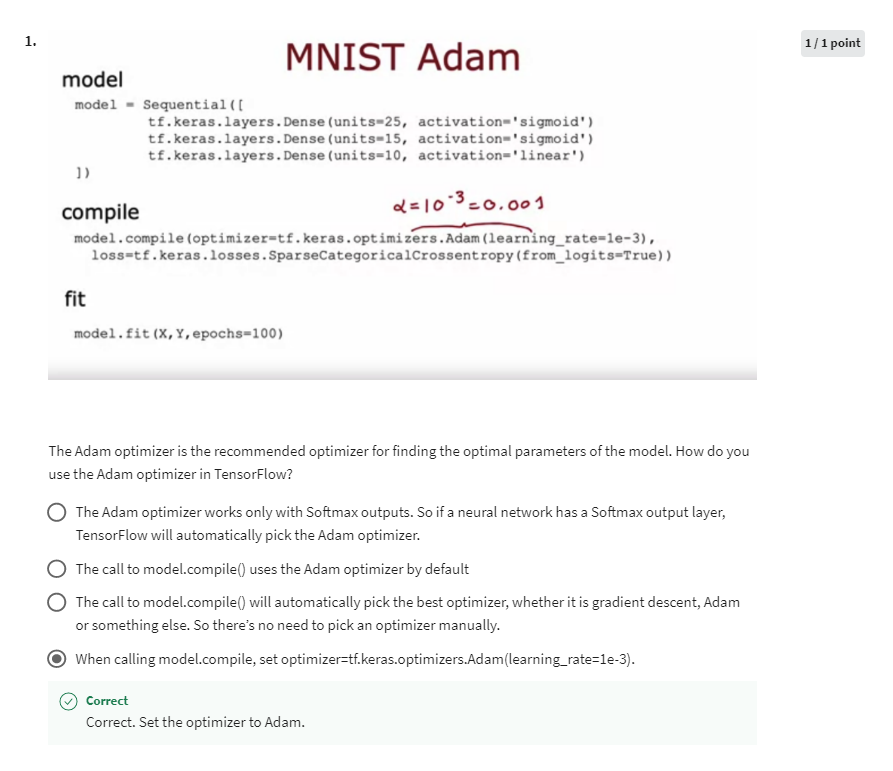 1.
1 / 1 point
MNIST Adam
model
model = Sequential([
tf.keras.layers.Dense(units=25, activation='sigmoid')
tf.keras.layers.Dense(units=15, activation='sigmoid')
tf.keras.layers.Dense(units=10, activation='linear')
])
α=10⁻³=0.001
compile
model.compile(optimizer=tf.keras.optimizers.Adam(learning_rate=1e-3),
loss=tf.keras.losses.SparseCategoricalCrossentropy(from_logits=True))
fit
model.fit(X,Y,epochs=100)
The Adam optimizer is the recommended optimizer for finding the optimal parameters of the model. How do you
use the Adam optimizer in TensorFlow?
The Adam optimizer works only with Softmax outputs. So if a neural network has a Softmax output layer,
TensorFlow will automatically pick the Adam optimizer.
The call to model.compile() uses the Adam optimizer by default
The call to model.compile() will automatically pick the best optimizer, whether it is gradient descent, Adam
or something else. So there’s no need to pick an optimizer manually.
When calling model.compile, set optimizer=tf.keras.optimizers.Adam(learning_rate=1e-3).
Correct
Correct. Set the optimizer to Adam.